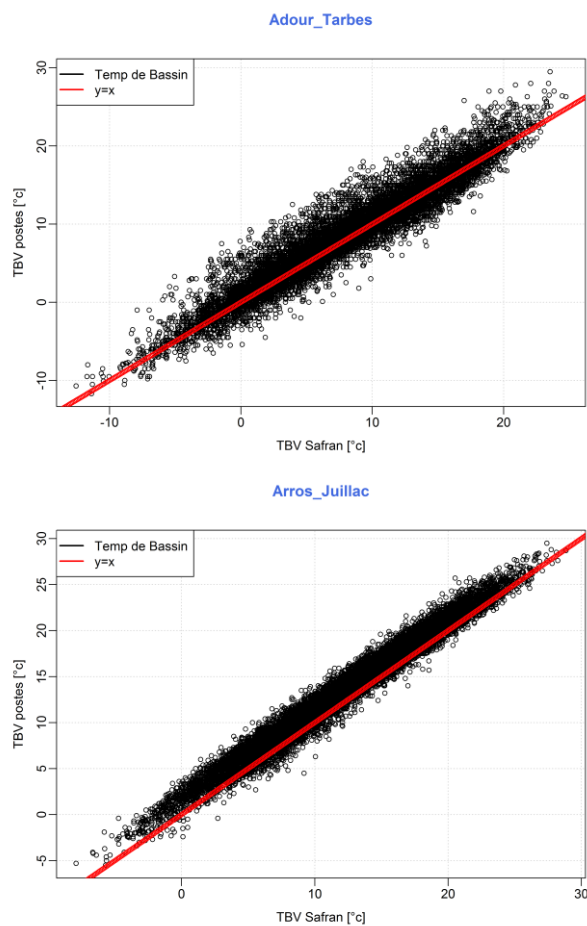 Adour_Tarbes
Temp de Bassin
y=x
TBV postes [°c]
30
20
10
0
-10
-10 0 10 20
TBV Safran [°c]
Arros_Juillac
Temp de Bassin
y=x
TBV postes [°c]
30
25
20
15
10
5
0
-5
0 10 20 30
TBV Safran [°c]